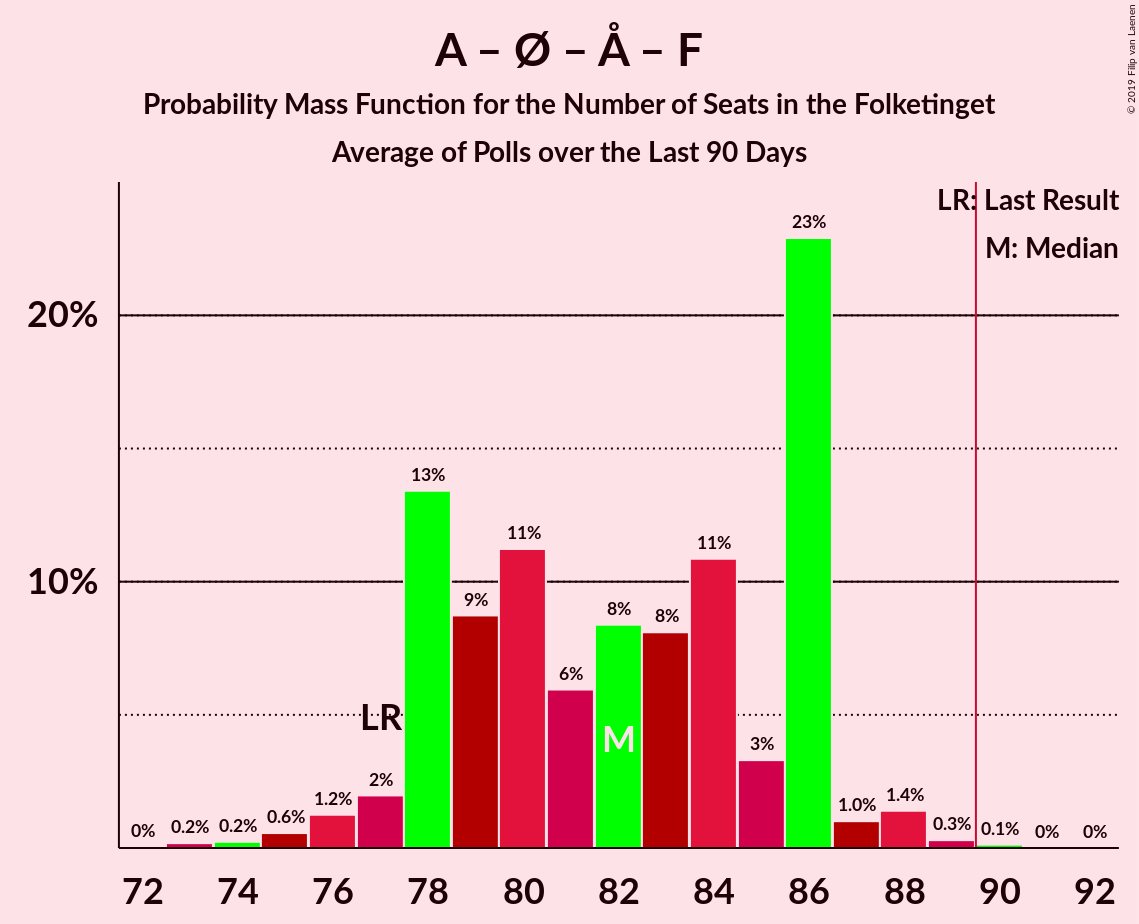 A – Ø – Å – F
Probability Mass Function for the Number of Seats in the Folketinget
Average of Polls over the Last 90 Days
© 2019 Filip van Laenen
LR: Last Result
M: Median
23%
20%
13%
11%
11%
10%
9%
8%
8%
6%
LR
M
3%
2%
1.2%
0.6%
0.2%
0.2%
0%
1.0%
1.4%
0.3%
0.1%
0%
0%
72 74 76 78 80 82 84 86 88 90 92